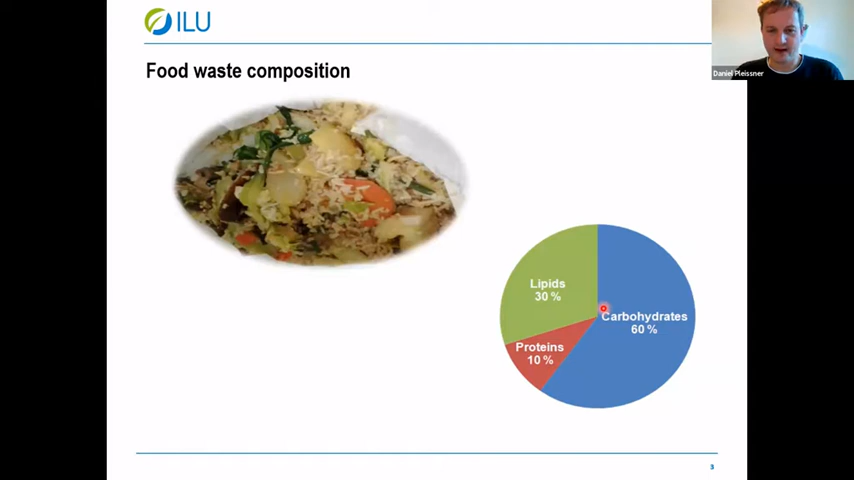 ILU
Daniel Pleissner
Food waste composition
Lipids
30 %
Carbohydrates
60 %
Proteins
10 %
3